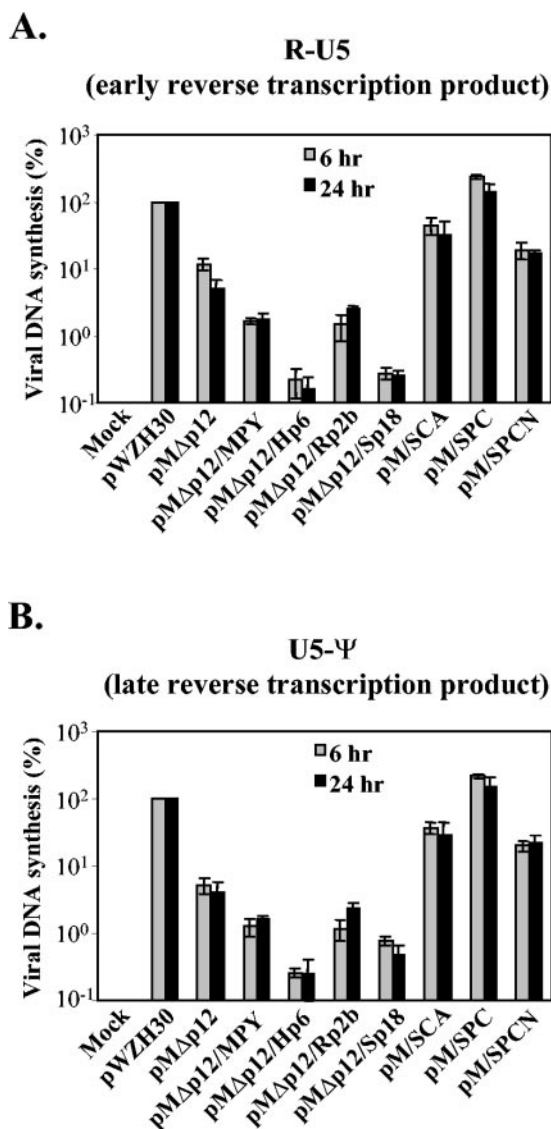 A.
R-U5
(early reverse transcription product)
Viral DNA synthesis (%)
10³
10²
10¹
10⁰
10⁻¹
6 hr
24 hr
Mock
pWZH30
pMΔp12
pMΔp12/MPY
pMΔp12/Hp6
pMΔp12/Rp2b
pMΔp12/Sp18
pM/SCA
pM/SPC
pM/SPCN
B.
U5-Ψ
(late reverse transcription product)
Viral DNA synthesis (%)
10³
10²
10¹
10⁰
10⁻¹
6 hr
24 hr
Mock
pWZH30
pMΔp12
pMΔp12/MPY
pMΔp12/Hp6
pMΔp12/Rp2b
pMΔp12/Sp18
pM/SCA
pM/SPC
pM/SPCN